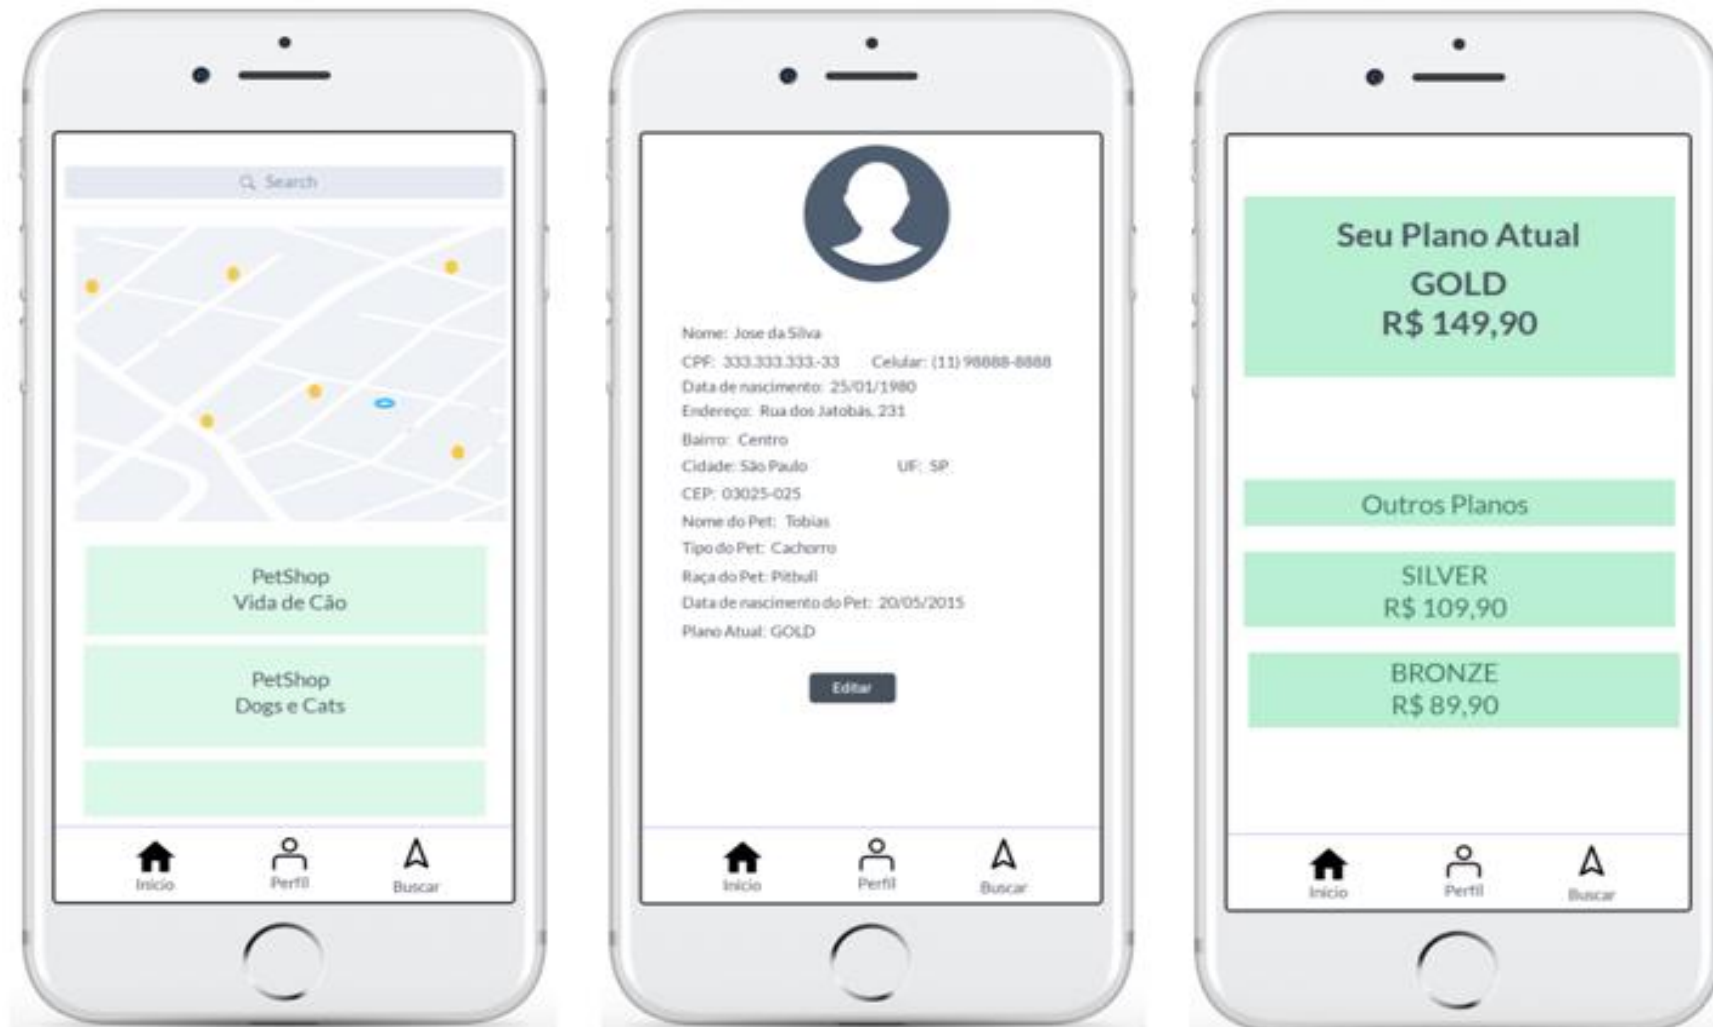 Search
PetShop
Vida de Cão
PetShop
Dogs e Cats
Início
Perfil
Buscar
Nome: Jose da Silva
CPF: 333.333.333.-33 Celular: (11) 98888-8888
Data de nascimento: 25/01/1980
Endereço: Rua dos Jatobás, 231
Bairro: Centro
Cidade: São Paulo UF: SP
CEP: 03025-025
Nome do Pet: Tobias
Tipo do Pet: Cachorro
Raça do Pet: Pitbull
Data de nascimento do Pet: 20/05/2015
Plano Atual: GOLD
Editar
Início
Perfil
Buscar
Seu Plano Atual
GOLD
R$ 149,90
Outros Planos
SILVER
R$ 109,90
BRONZE
R$ 89,90
Início
Perfil
Buscar